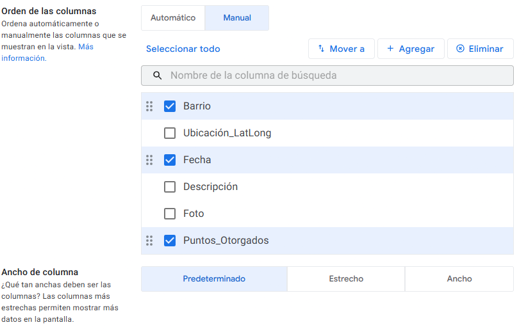 Orden de las columnas
Ordena automáticamente o
manualmente las columnas que se
muestran en la vista. Más
información.
Automático
Manual
Seleccionar todo
Mover a
Agregar
Eliminar
Nombre de la columna de búsqueda
Barrio
Ubicación_LatLong
Fecha
Descripción
Foto
Puntos_Otorgados
Ancho de columna
¿Qué tan anchas deben ser las
columnas? Las columnas más
estrechas permiten mostrar más
datos en la pantalla.
Predeterminado
Estrecho
Ancho